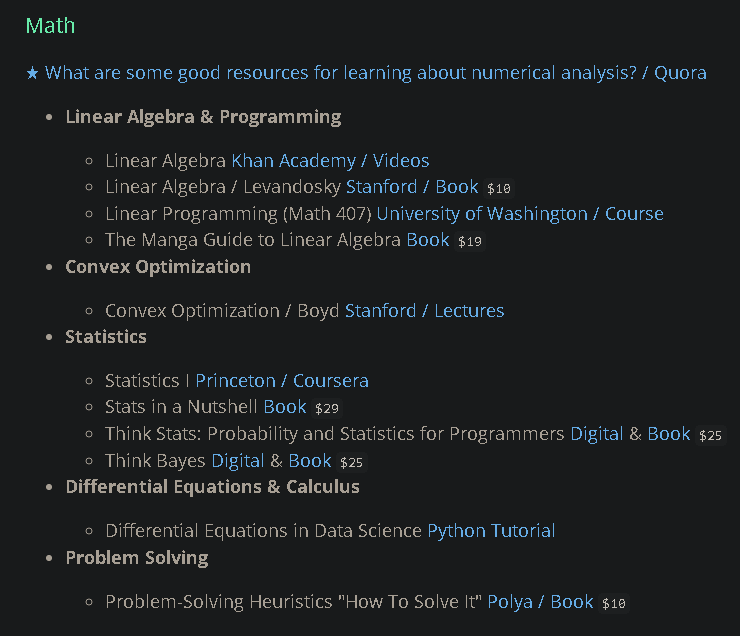 Math
★ What are some good resources for learning about numerical analysis? / Quora
• Linear Algebra & Programming
◦ Linear Algebra Khan Academy / Videos
◦ Linear Algebra / Levandosky Stanford / Book $10
◦ Linear Programming (Math 407) University of Washington / Course
◦ The Manga Guide to Linear Algebra Book $19
• Convex Optimization
◦ Convex Optimization / Boyd Stanford / Lectures
• Statistics
◦ Statistics I Princeton / Coursera
◦ Stats in a Nutshell Book $29
◦ Think Stats: Probability and Statistics for Programmers Digital & Book $25
◦ Think Bayes Digital & Book $25
• Differential Equations & Calculus
◦ Differential Equations in Data Science Python Tutorial
• Problem Solving
◦ Problem-Solving Heuristics "How To Solve It" Polya / Book $10